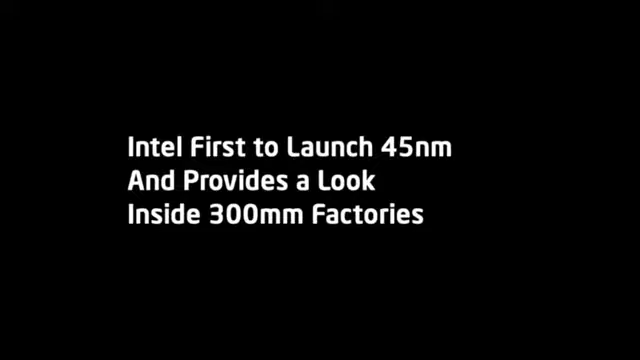 Intel First to Launch 45nm
And Provides a Look
Inside 300mm Factories